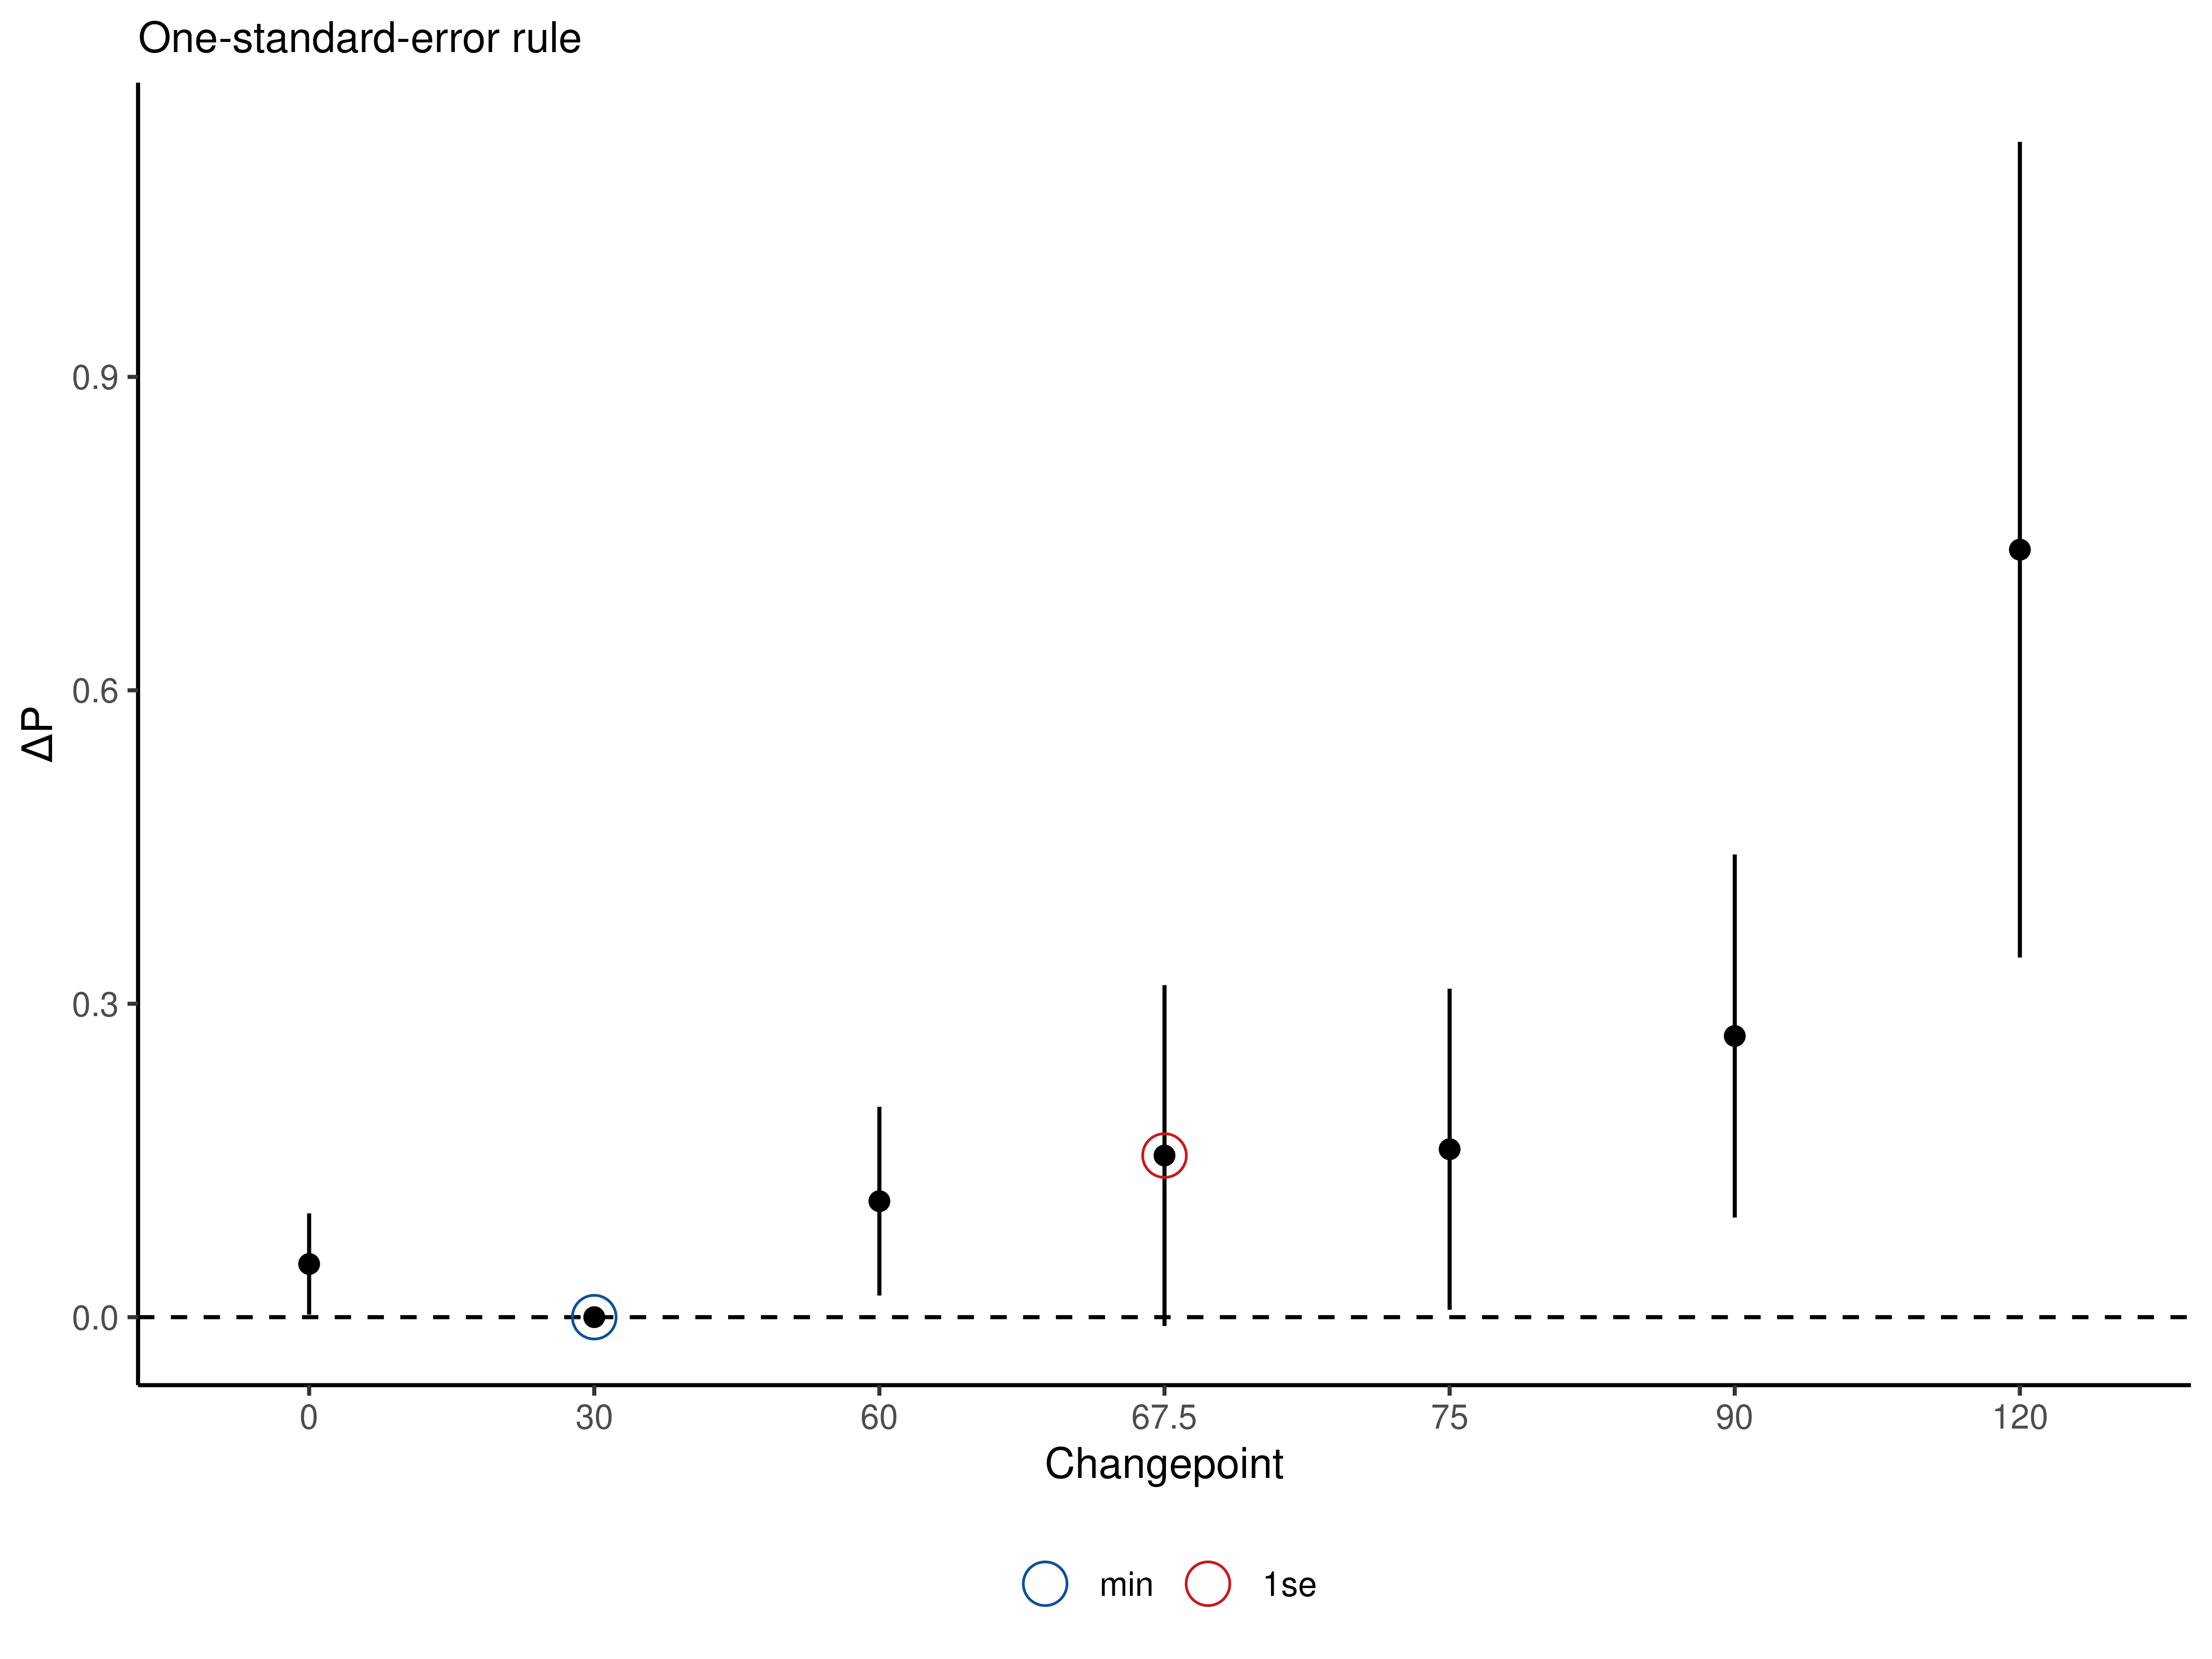 One-standard-error rule
ΔP
0.9
0.6
0.3
0.0
0 30 60 67.5 75 90 120
Changepoint
min 1se